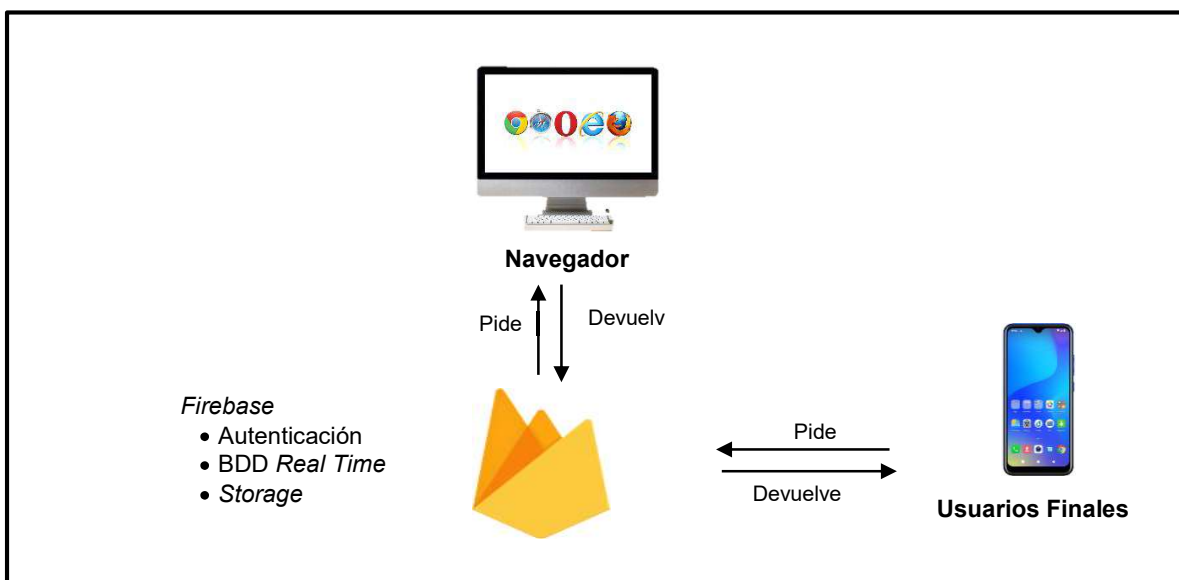 Navegador
Pide
Devuelv
Firebase
• Autenticación
• BDD Real Time
• Storage
Pide
Devuelve
Usuarios Finales